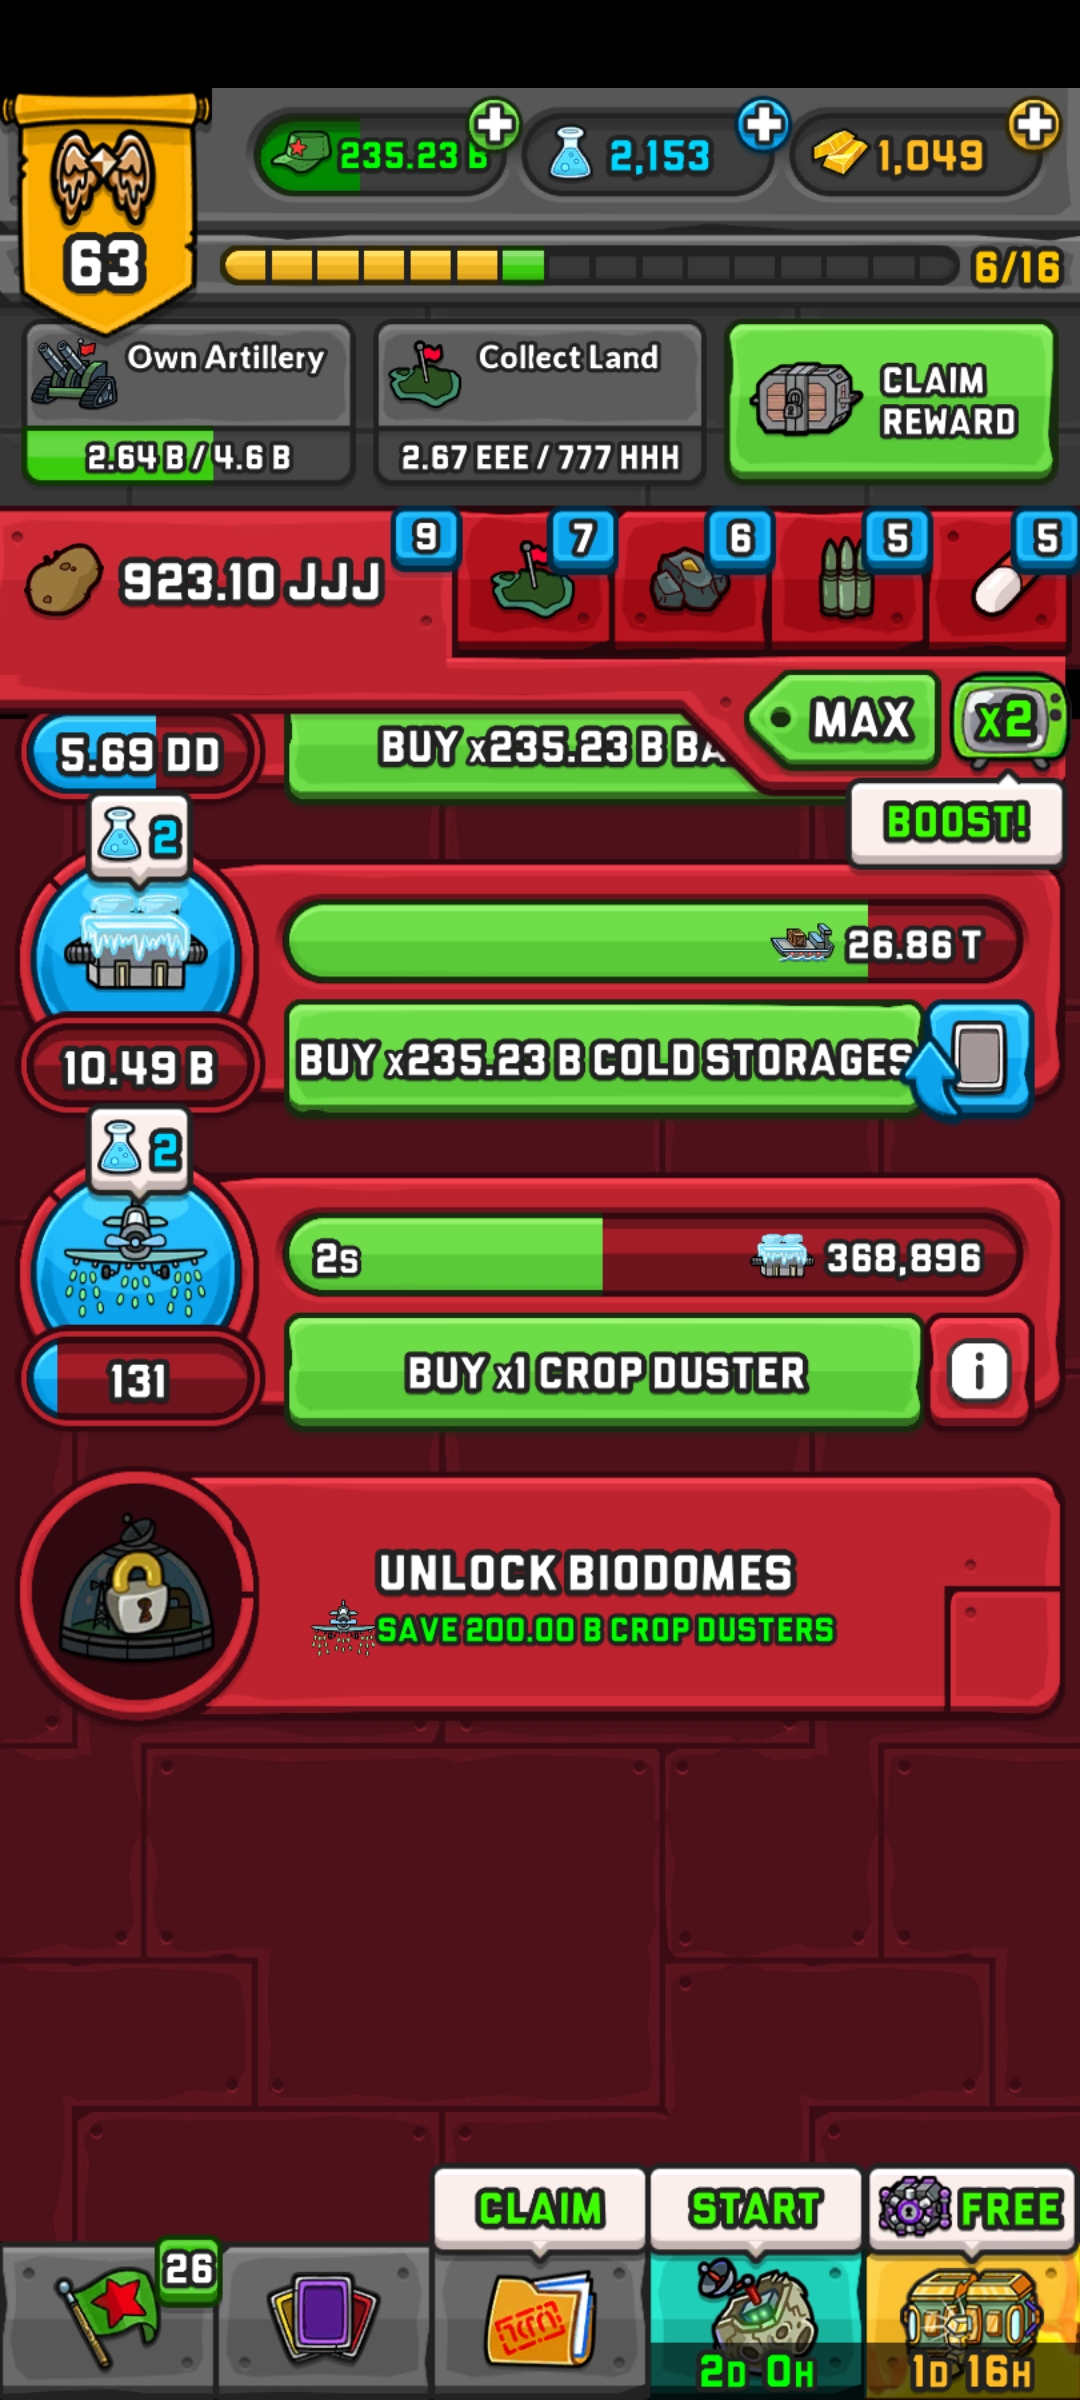 235.23 B
2,153
1,049
63
6/16
Own Artillery
2.64 B / 4.6 B
Collect Land
2.67 EEE / 777 HHH
CLAIM
REWARD
923.10 JJJ
9
7
6
5
5
MAX
x2
BOOST!
5.69 DD
BUY x235.23 B
2
26.86 T
10.49 B
BUY x235.23 B COLD STORAGES
2
2s
368,896
131
BUY x1 CROP DUSTER
i
UNLOCK BIODOMES
SAVE 200.00 B CROP DUSTERS
CLAIM
START
FREE
26
2D 0H
1D 16H